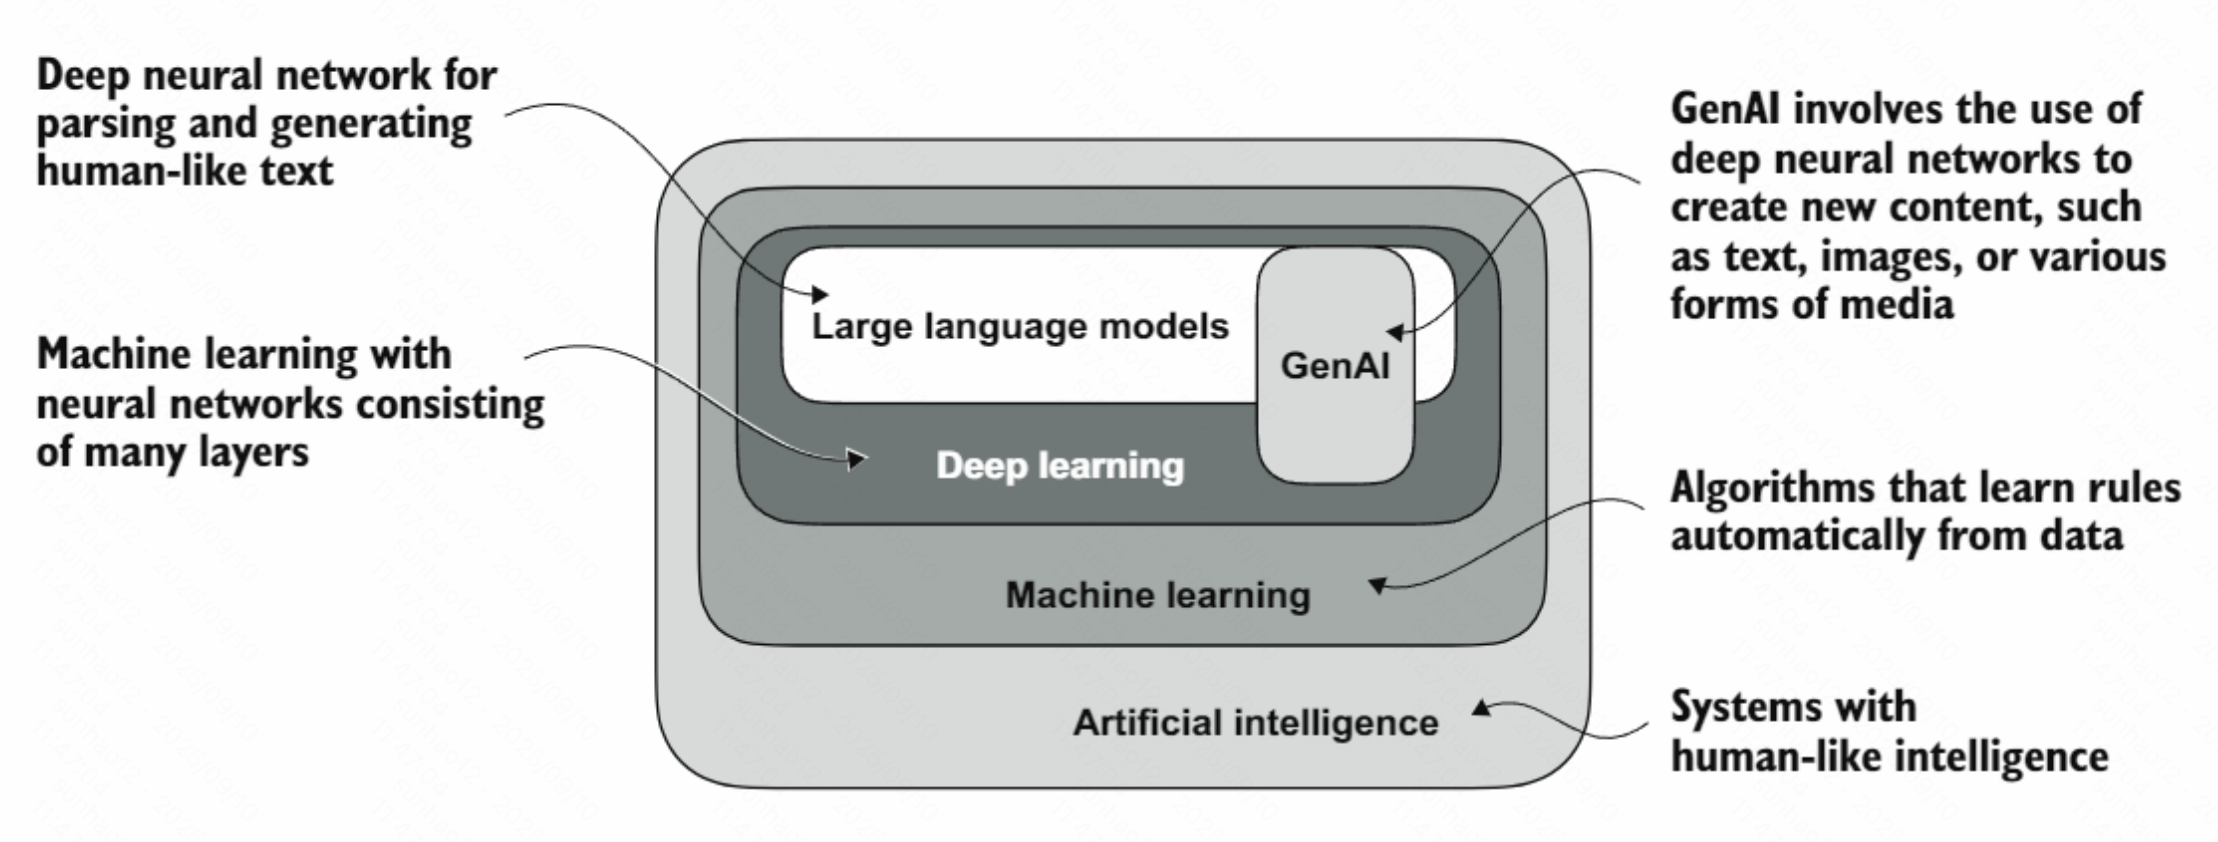 Deep neural network for
parsing and generating
human-like text
Machine learning with
neural networks consisting
of many layers
Large language models
GenAI
Deep learning
Machine learning
Artificial intelligence
GenAI involves the use of
deep neural networks to
create new content, such
as text, images, or various
forms of media
Algorithms that learn rules
automatically from data
Systems with
human-like intelligence